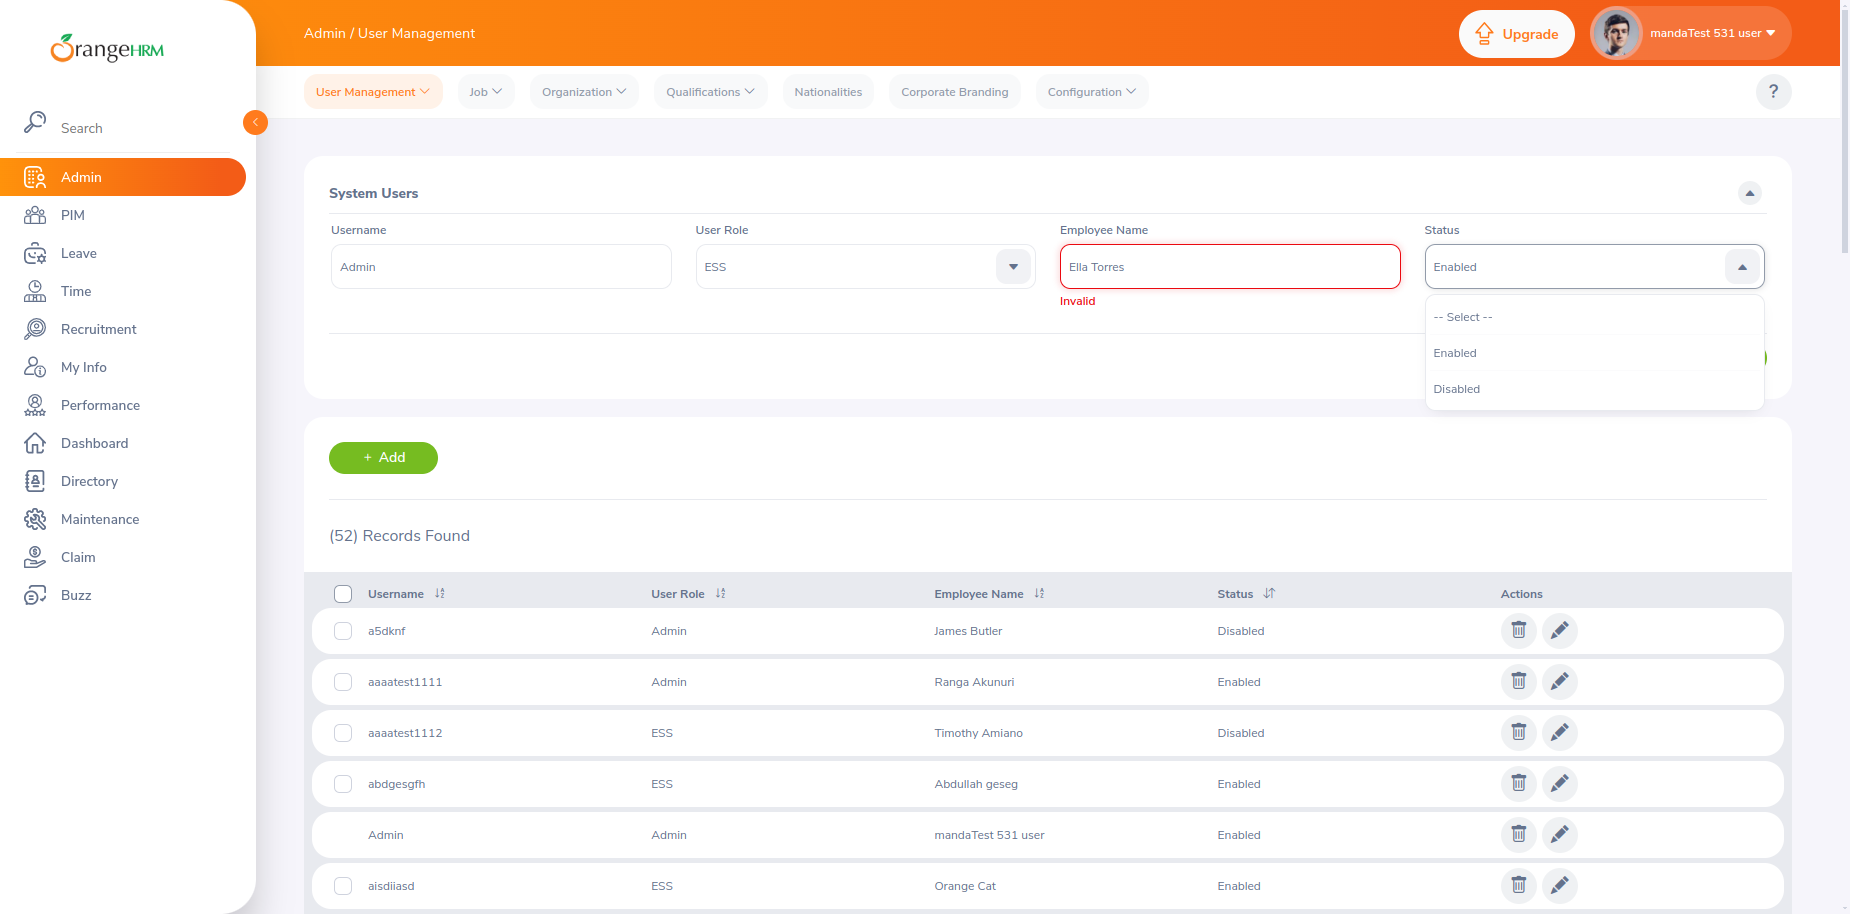 OrangeHRM
Admin / User Management
Upgrade
mandaTest 531 user
User Management
Job
Organization
Qualifications
Nationalities
Corporate Branding
Configuration
?
Search
Admin
PIM
Leave
Time
Recruitment
My Info
Performance
Dashboard
Directory
Maintenance
Claim
Buzz
System Users
Username
User Role
Employee Name
Status
Admin
ESS
Ella Torres
Enabled
Invalid
-- Select --
Enabled
Disabled
+ Add
(52) Records Found
Username User Role Employee Name Status Actions
a5dknf Admin James Butler Disabled
aaaatest1111 Admin Ranga Akunuri Enabled
aaaatest1112 ESS Timothy Amiano Disabled
abdgesgfh ESS Abdullah geseg Enabled
Admin Admin mandaTest 531 user Enabled
aisdiiasd ESS Orange Cat Enabled